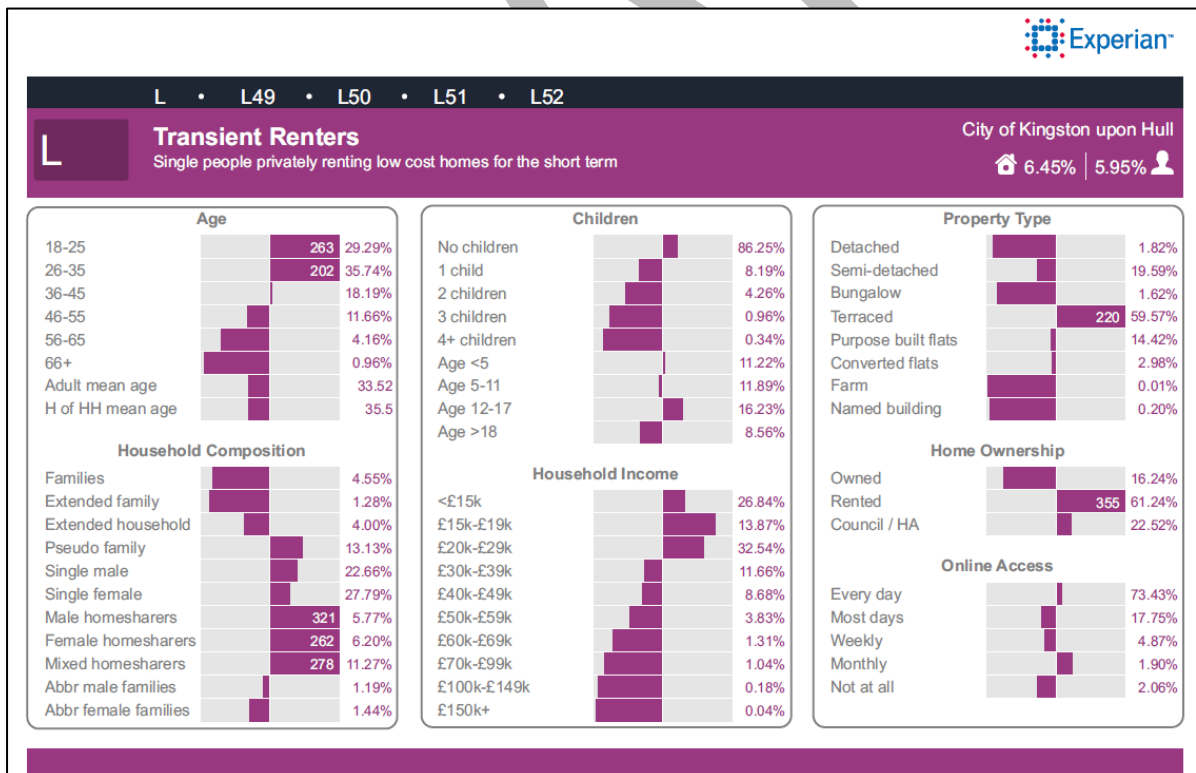 Experian™
L • L49 • L50 • L51 • L52
L
Transient Renters
Single people privately renting low cost homes for the short term
City of Kingston upon Hull
6.45% | 5.95%
Age
18-25 263 29.29%
26-35 202 35.74%
36-45 18.19%
46-55 11.66%
56-65 4.16%
66+ 0.96%
Adult mean age 33.52
H of HH mean age 35.5
Household Composition
Families 4.55%
Extended family 1.28%
Extended household 4.00%
Pseudo family 13.13%
Single male 22.66%
Single female 27.79%
Male homesharers 321 5.77%
Female homesharers 262 6.20%
Mixed homesharers 278 11.27%
Abbr male families 1.19%
Abbr female families 1.44%
Children
No children 86.25%
1 child 8.19%
2 children 4.26%
3 children 0.96%
4+ children 0.34%
Age <5 11.22%
Age 5-11 11.89%
Age 12-17 16.23%
Age >18 8.56%
Household Income
<£15k 26.84%
£15k-£19k 13.87%
£20k-£29k 32.54%
£30k-£39k 11.66%
£40k-£49k 8.68%
£50k-£59k 3.83%
£60k-£69k 1.31%
£70k-£99k 1.04%
£100k-£149k 0.18%
£150k+ 0.04%
Property Type
Detached 1.82%
Semi-detached 19.59%
Bungalow 1.62%
Terraced 220 59.57%
Purpose built flats 14.42%
Converted flats 2.98%
Farm 0.01%
Named building 0.20%
Home Ownership
Owned 16.24%
Rented 355 61.24%
Council / HA 22.52%
Online Access
Every day 73.43%
Most days 17.75%
Weekly 4.87%
Monthly 1.90%
Not at all 2.06%